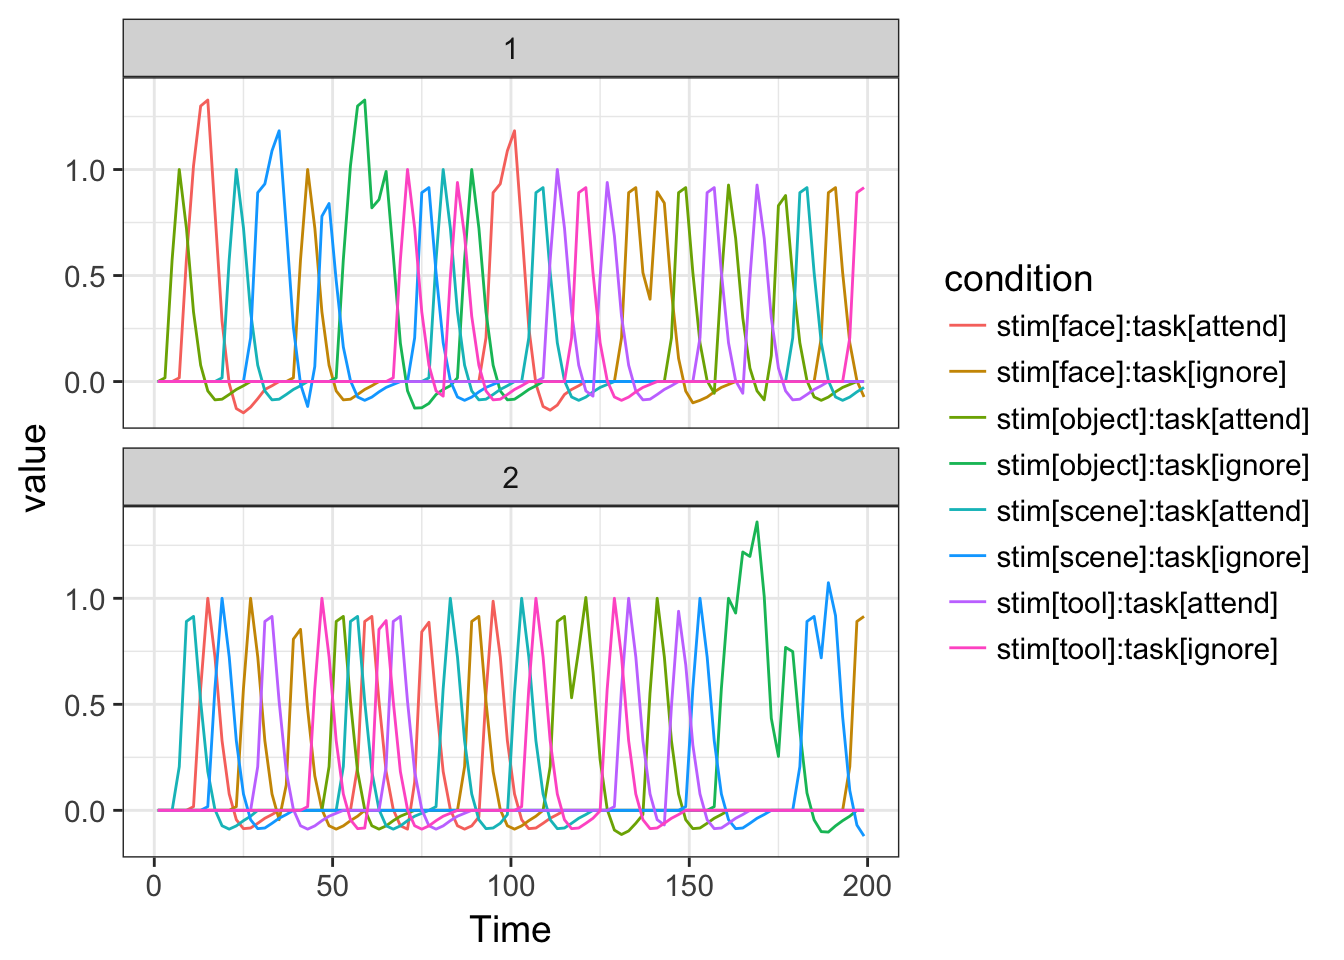 1
1.0
0.5
0.0
2
1.0
0.5
0.0
0 50 100 150 200
Time
value
condition
stim[face]:task[attend]
stim[face]:task[ignore]
stim[object]:task[attend]
stim[object]:task[ignore]
stim[scene]:task[attend]
stim[scene]:task[ignore]
stim[tool]:task[attend]
stim[tool]:task[ignore]